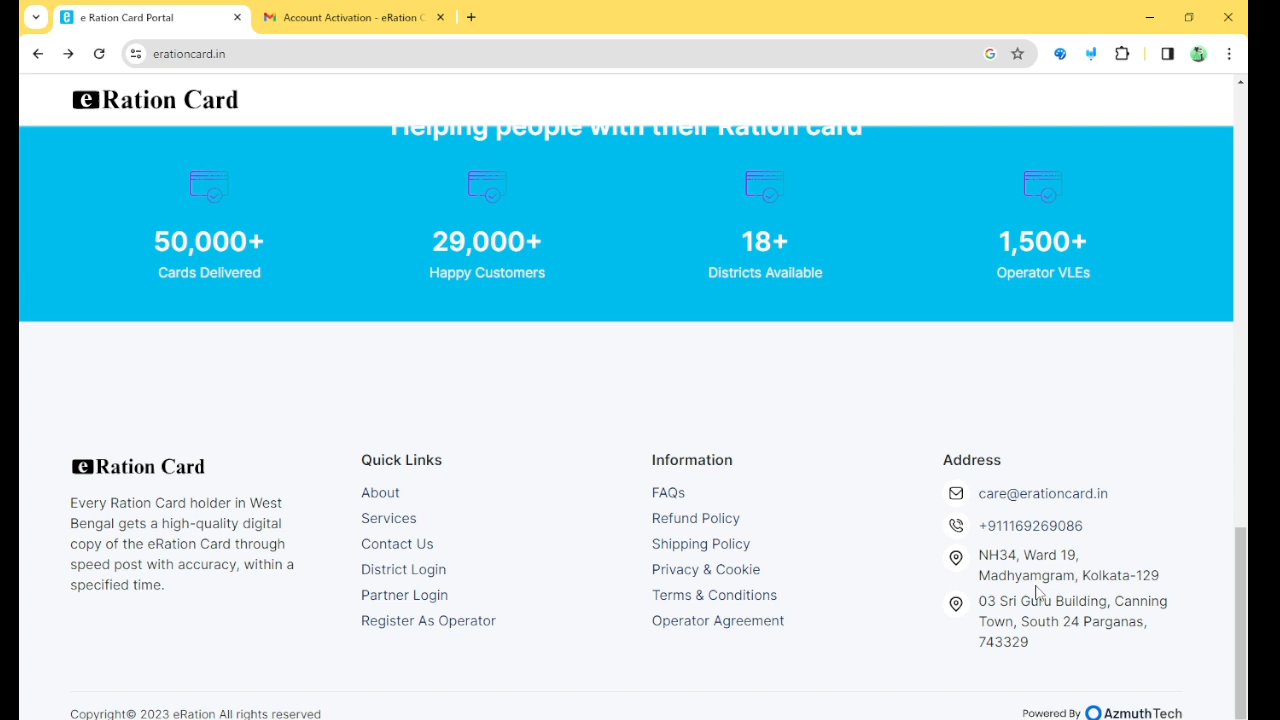 e Ration Card Portal
Account Activation - eRation C
erationcard.in
e Ration Card
Helping people with their Ration card
50,000+
Cards Delivered
29,000+
Happy Customers
18+
Districts Available
1,500+
Operator VLEs
e Ration Card
Every Ration Card holder in West
Bengal gets a high-quality digital
copy of the eRation Card through
speed post with accuracy, within a
specified time.
Quick Links
About
Services
Contact Us
District Login
Partner Login
Register As Operator
Information
FAQs
Refund Policy
Shipping Policy
Privacy & Cookie
Terms & Conditions
Operator Agreement
Address
care@erationcard.in
+911169269086
NH34, Ward 19,
Madhyamgram, Kolkata-129
03 Sri Guru Building, Canning
Town, South 24 Parganas,
743329
Copyright© 2023 eRation All rights reserved
Powered By AzmuthTech